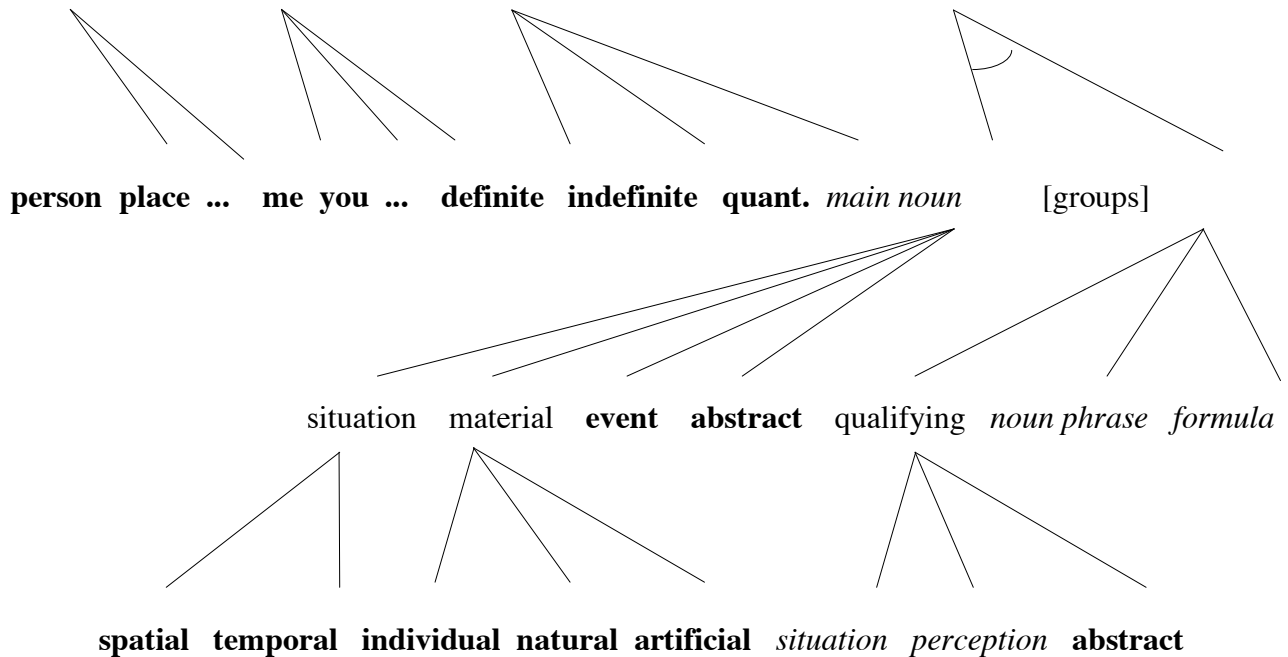 person place ... me you ... definite indefinite quant. main noun [groups]
situation material event abstract qualifying noun phrase formula
spatial temporal individual natural artificial situation perception abstract